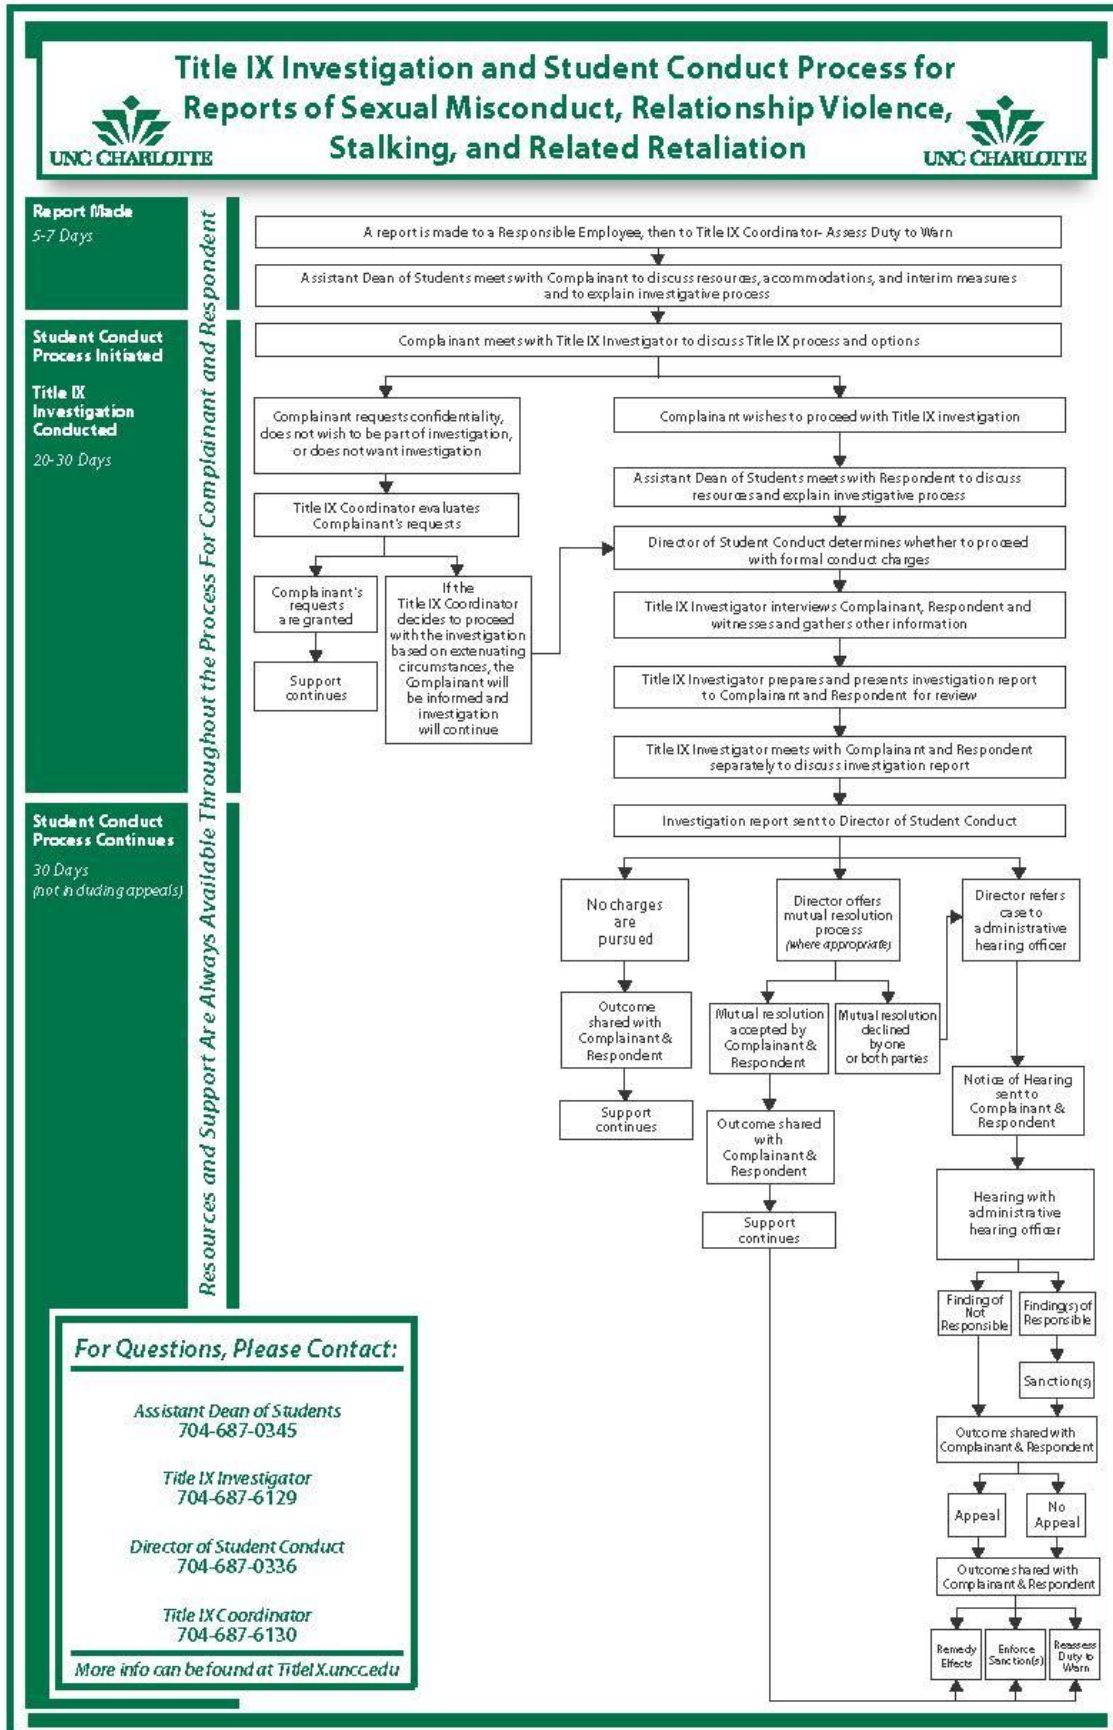 Title IX Investigation and Student Conduct Process for
Reports of Sexual Misconduct, Relationship Violence,
Stalking, and Related Retaliation
UNC CHARLOTTE
UNC CHARLOTTE
Report Made
5-7 Days
Student Conduct
Process Initiated
Title IX
Investigation
Conducted
20-30 Days
Student Conduct
Process Continues
30 Days
(not including appeals)
Resources and Support Are Always Available Throughout the Process For Complainant and Respondent
A report is made to a Responsible Employee, then to Title IX Coordinator- Assess Duty to Warn
Assistant Dean of Students meets with Complainant to discuss resources, accommodations, and interim measures
and to explain investigative process
Complainant meets with Title IX Investigator to discuss Title IX process and options
Complainant requests confidentiality,
does not wish to be part of investigation,
or does not want investigation
Title IX Coordinator evaluates
Complainant's requests
Complainant's
requests
are granted
Support
continues
If the
Title IX Coordinator
decides to proceed
with the investigation
based on extenuating
circumstances, the
Complainant will
be informed and
investigation
will continue
Complainant wishes to proceed with Title IX investigation
Assistant Dean of Students meets with Respondent to discuss
resources and explain investigative process
Director of Student Conduct determines whether to proceed
with formal conduct charges
Title IX Investigator interviews Complainant, Respondent and
witnesses and gathers other information
Title IX Investigator prepares and presents investigation report
to Complainant and Respondent for review
Title IX Investigator meets with Complainant and Respondent
separately to discuss investigation report
Investigation report sent to Director of Student Conduct
No charges
are
pursued
Outcome
shared with
Complainant &
Respondent
Support
continues
Director offers
mutual resolution
process
(where appropriate)
Mutual resolution
accepted by
Complainant &
Respondent
Mutual resolution
declined
by one
or both parties
Outcome shared
with
Complainant &
Respondent
Support
continues
Director refers
case to
administrative
hearing officer
Notice of Hearing
sent to
Complainant &
Respondent
Hearing with
administrative
hearing officer
Finding of
Not
Responsible
Finding(s) of
Responsible
Sanction(s)
Outcome shared with
Complainant & Respondent
Appeal
No
Appeal
Outcome shared with
Complainant & Respondent
Remedy
Effects
Enforce
Sanction(s)
Reassess
Duty to
Warn
For Questions, Please Contact:
Assistant Dean of Students
704-687-0345
Title IX Investigator
704-687-6129
Director of Student Conduct
704-687-0336
Title IX Coordinator
704-687-6130
More info can be found at TitleIX.uncc.edu